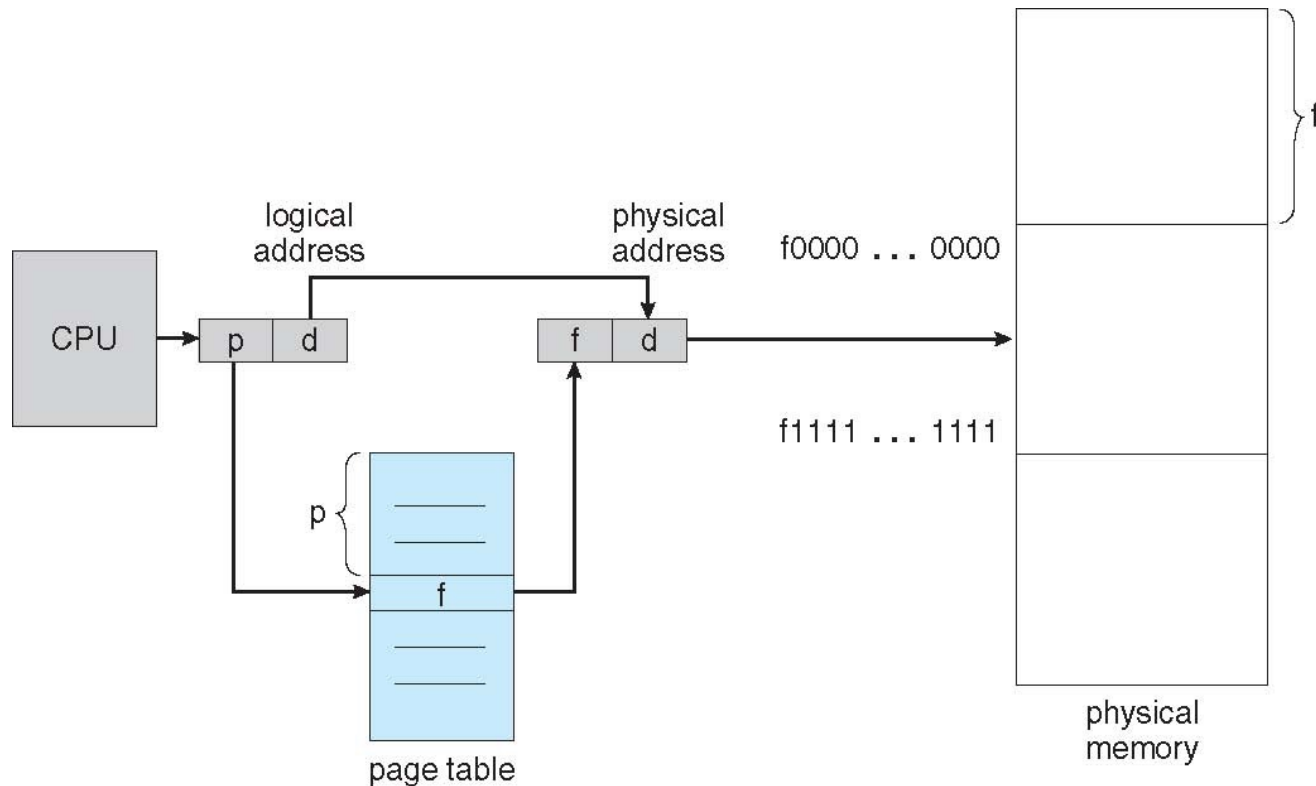 f
logical
address
physical
address
f0000 ... 0000
CPU
p
d
f
d
f1111 ... 1111
p
f
page table
physical
memory